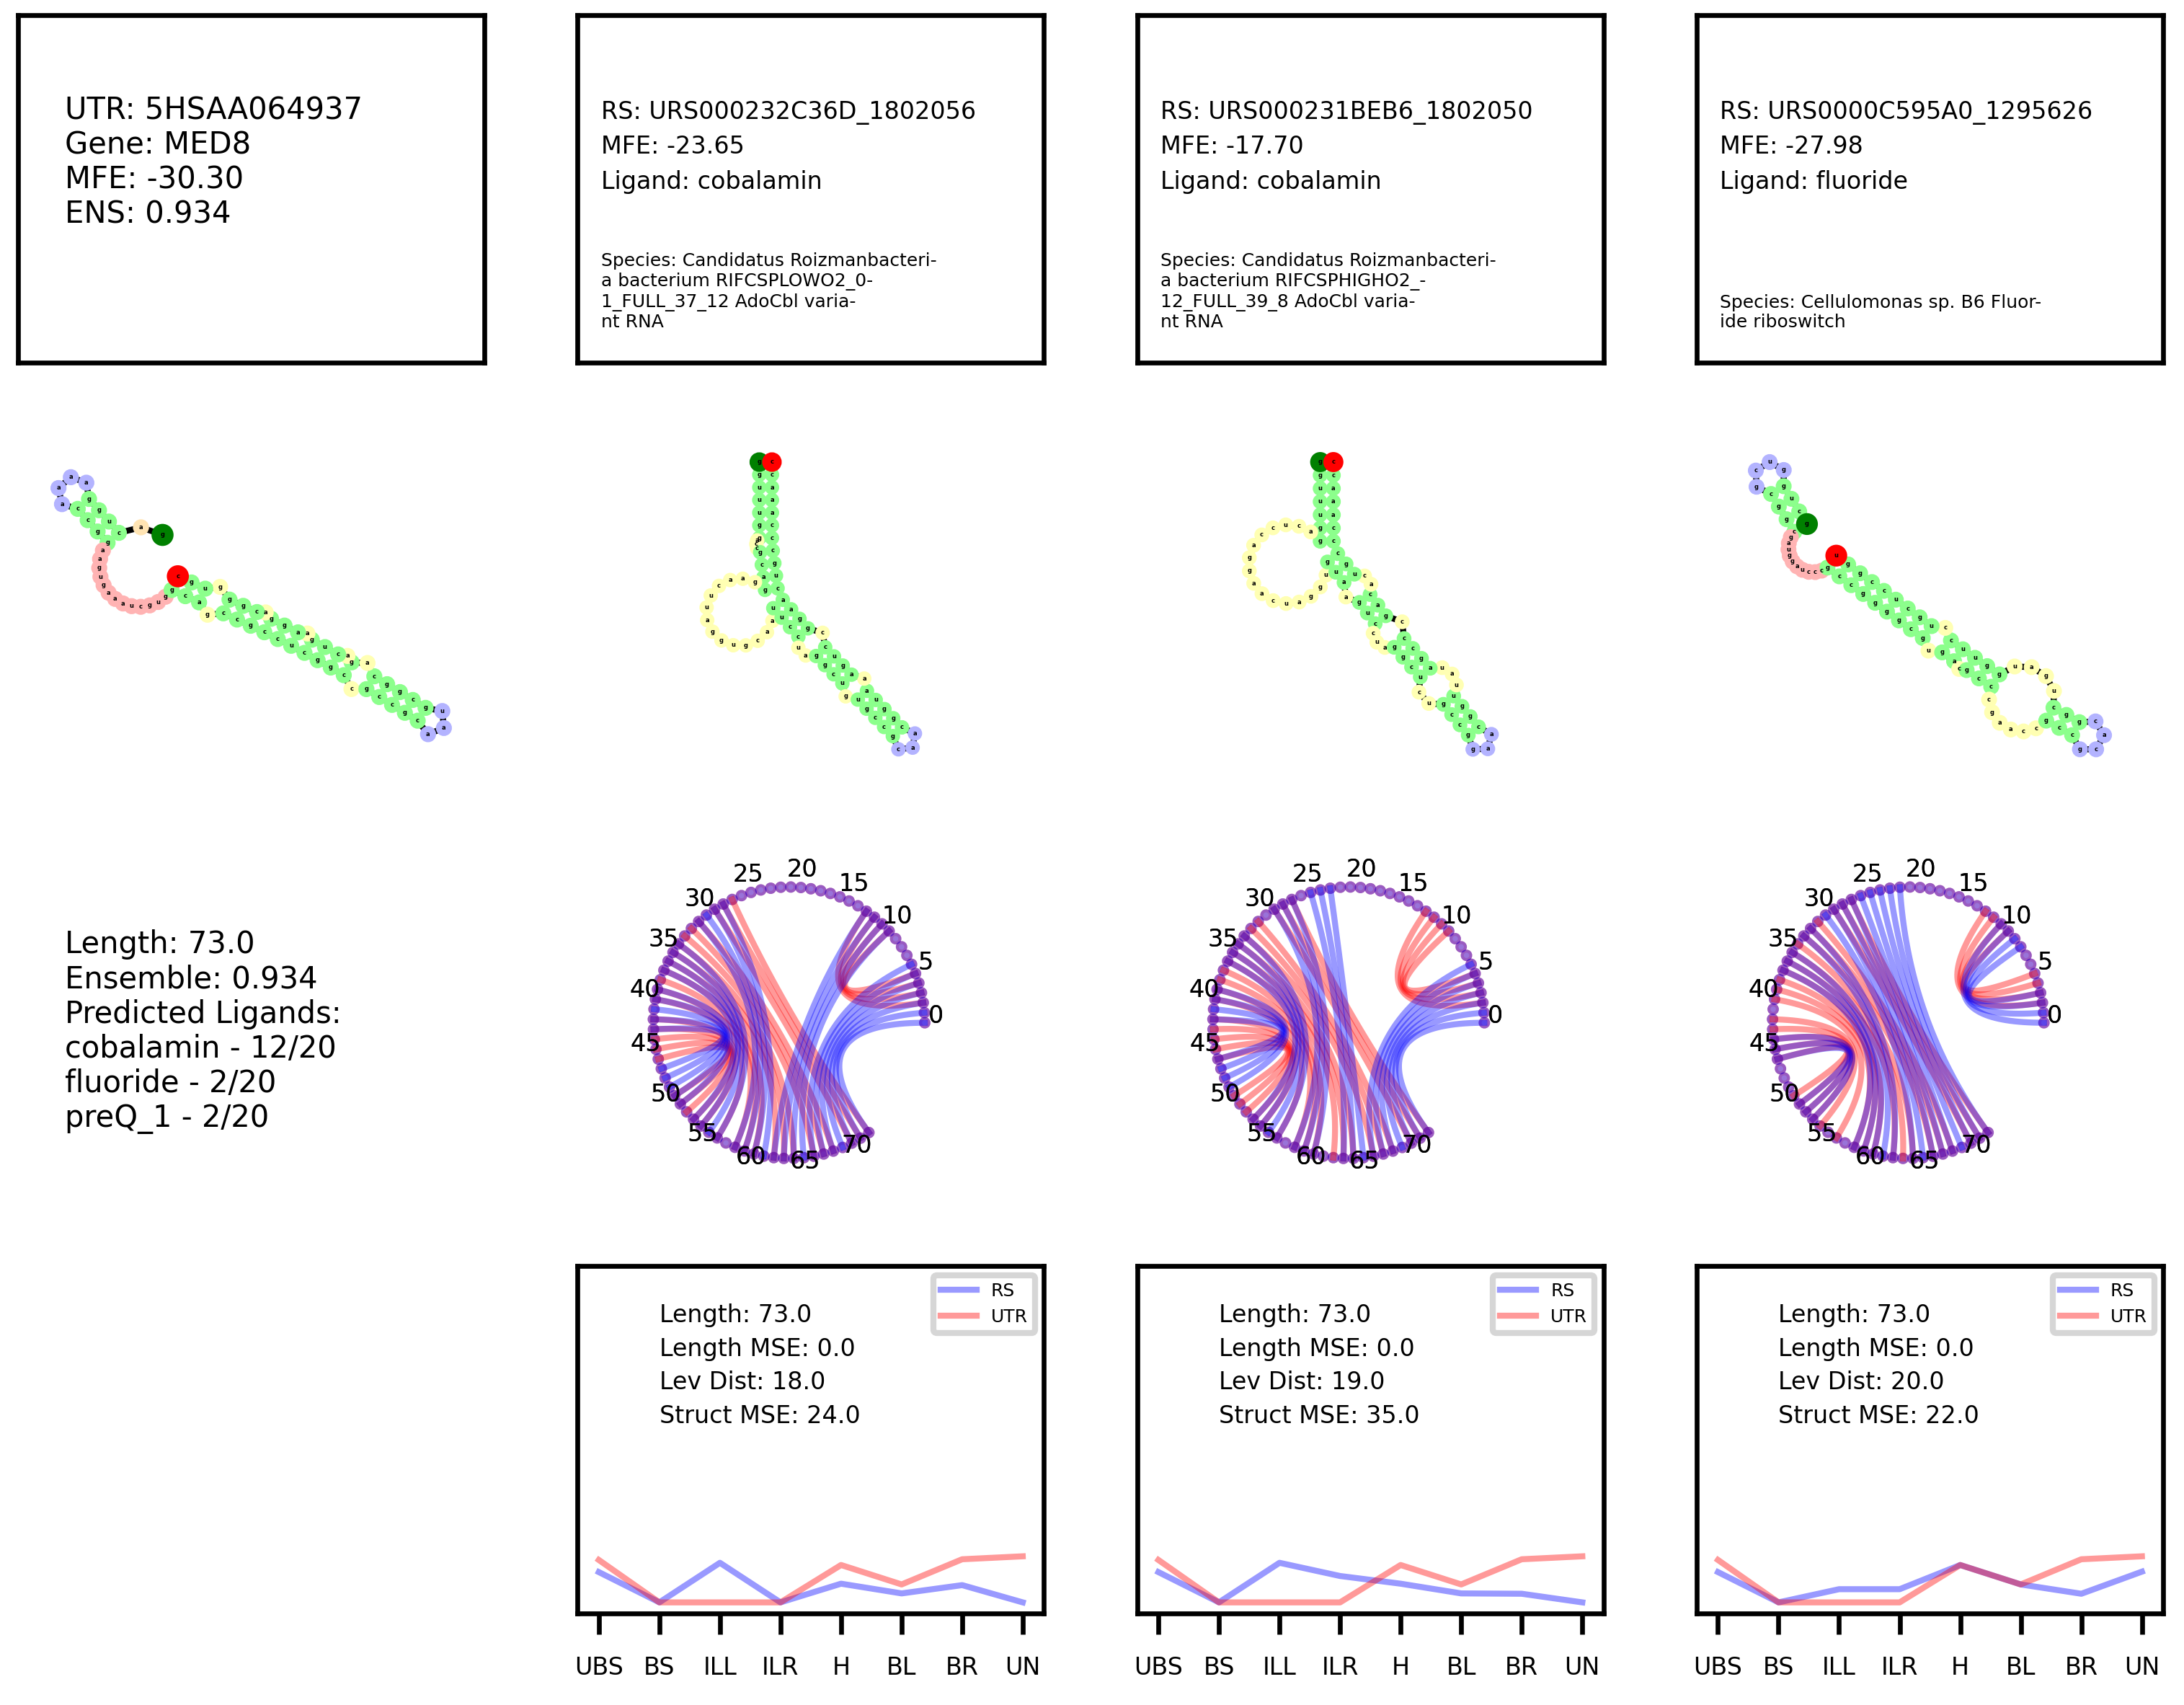 UTR: 5HSAA064937
Gene: MED8
MFE: -30.30
ENS: 0.934
RS: URS000232C36D_1802056
MFE: -23.65
Ligand: cobalamin
Species: Candidatus Roizmanbacteri-
a bacterium RIFCSPLOWO2_0-
1_FULL_37_12 AdoCbl varia-
nt RNA
RS: URS000231BEB6_1802050
MFE: -17.70
Ligand: cobalamin
Species: Candidatus Roizmanbacteri-
a bacterium RIFCSPHIGHO2_-
12_FULL_39_8 AdoCbl varia-
nt RNA
RS: URS0000C595A0_1295626
MFE: -27.98
Ligand: fluoride
Species: Cellulomonas sp. B6 Fluor-
ide riboswitch
Length: 73.0
Ensemble: 0.934
Predicted Ligands:
cobalamin - 12/20
fluoride - 2/20
preQ_1 - 2/20
0 5 10 15 20 25 30 35 40 45 50 55 60 65 70
0 5 10 15 20 25 30 35 40 45 50 55 60 65 70
0 5 10 15 20 25 30 35 40 45 50 55 60 65 70
RS
UTR
Length: 73.0
Length MSE: 0.0
Lev Dist: 18.0
Struct MSE: 24.0
UBS BS ILL ILR H BL BR UN
RS
UTR
Length: 73.0
Length MSE: 0.0
Lev Dist: 19.0
Struct MSE: 35.0
UBS BS ILL ILR H BL BR UN
RS
UTR
Length: 73.0
Length MSE: 0.0
Lev Dist: 20.0
Struct MSE: 22.0
UBS BS ILL ILR H BL BR UN